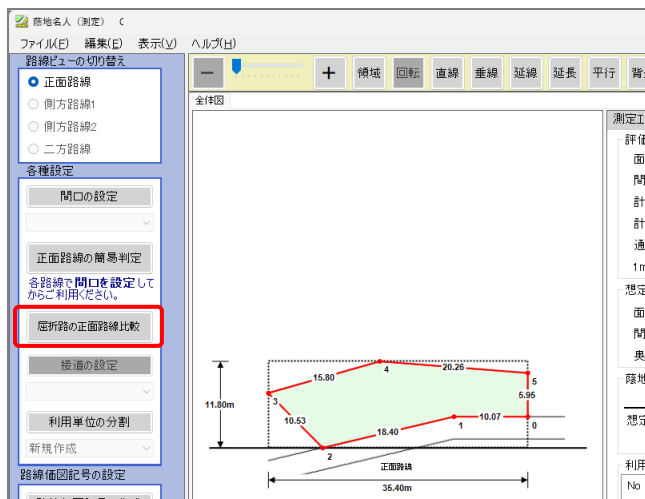 蔭地名人（測定） C
ファイル(F) 編集(E) 表示(V) ヘルプ(H)
路線ビューの切り替え
正面路線
側方路線1
側方路線2
二方路線
各種設定
間口の設定
正面路線の簡易判定
各路線で間口を設定して
からご利用ください。
屈折路の正面路線比較
接道の設定
利用単位の分割
新規作成
路線価図記号の設定
領域 回転 直線 垂線 延線 延長 平行
全体図
15.80
4
20.26
5
5.95
3
11.80m
10.53
18.40
10.07
1
0
2
正面路線
35.40m
測定
評価
面
間
計
計
通
1m
想定
面
間
奥
蔭地
想定
利用
No